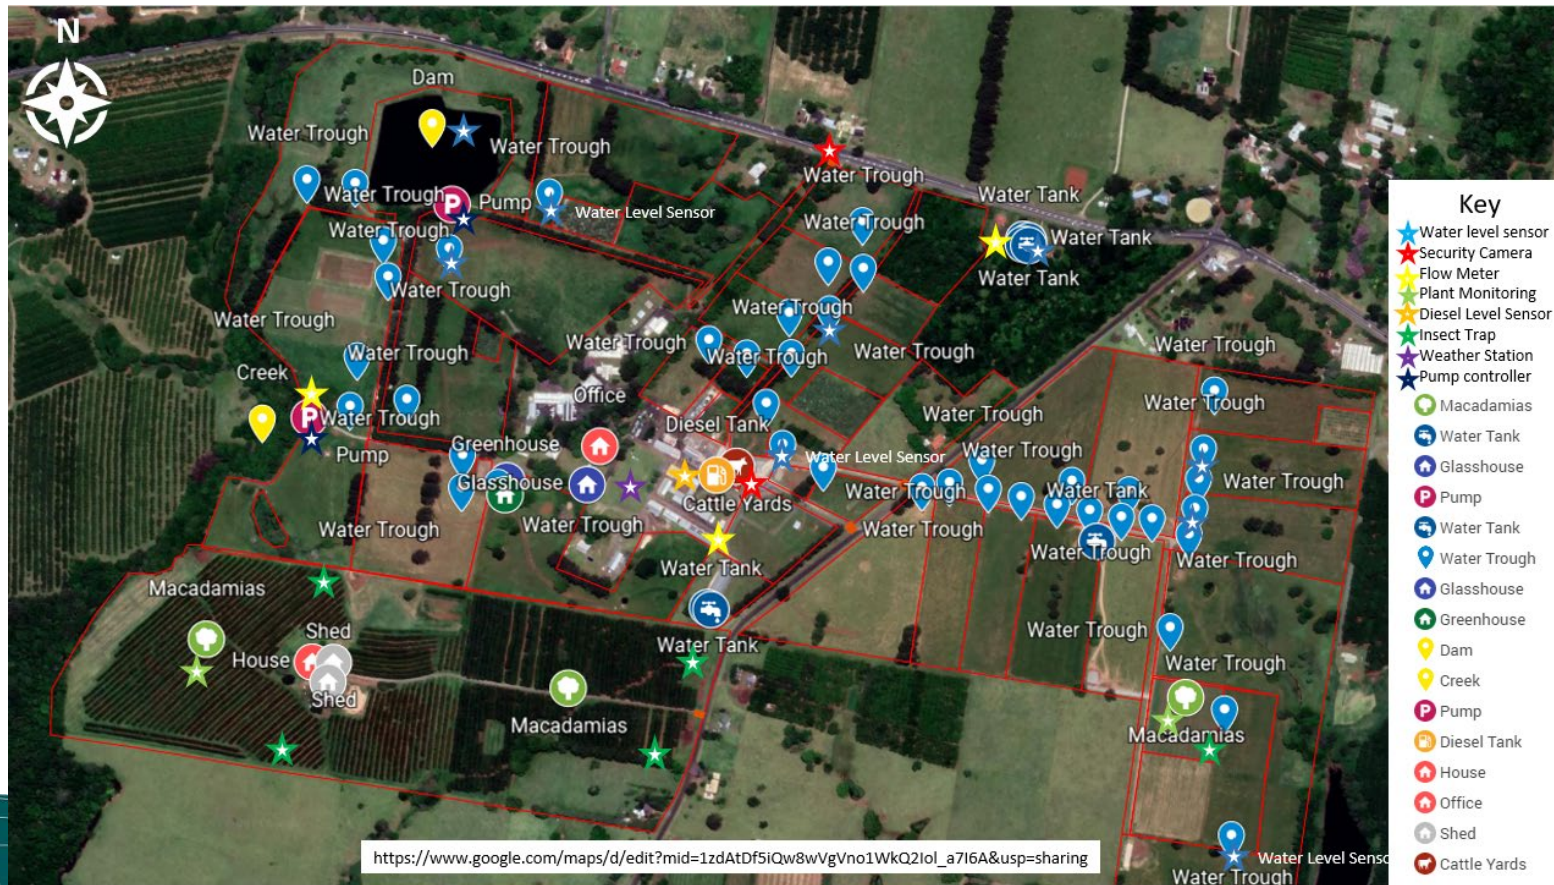 N
Dam
Water Trough
Water Trough
Water Trough
Water Trough
Pump
Water Level Sensor
Water Trough
Water Tank
Water Trough
Water Tank
Water Trough
Water Tank
Water Trough
Water Trough
Water Trough
Water Trough
Office
Water Trough
Water Trough
Water Trough
Creek
Water Trough
Pump
Diesel Tank
Water Trough
Water Trough
Water Trough
Greenhouse
Glasshouse
Water Level Sensor
Water Trough
Water Tank
Water Trough
Cattle Yards
Water Trough
Water Trough
Water Trough
Water Trough
Water Trough
Water Tank
Macadamias
Shed
House
Shed
Water Tank
Water Trough
Water Trough
Macadamias
Macadamias
Water Level Senso
Water Trough
https://www.google.com/maps/d/edit?mid=1zdAtDf5iQw8wVgVno1WkQ2Iol_a7I6A&usp=sharing
Key
Water level sensor
Security Camera
Flow Meter
Plant Monitoring
Diesel Level Sensor
Insect Trap
Weather Station
Pump controller
Macadamias
Water Tank
Glasshouse
Pump
Water Tank
Water Trough
Glasshouse
Greenhouse
Dam
Creek
Pump
Diesel Tank
House
Office
Shed
Cattle Yards